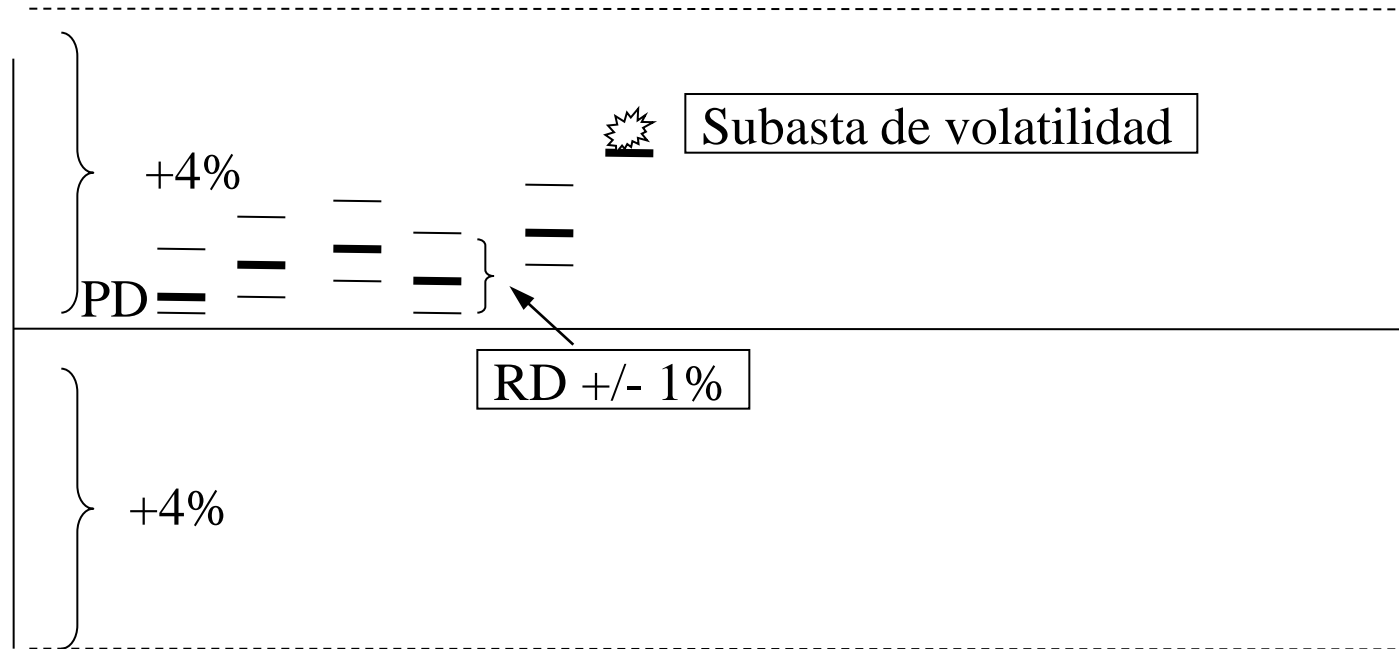 Subasta de volatilidad
+4%
PD
RD +/- 1%
+4%